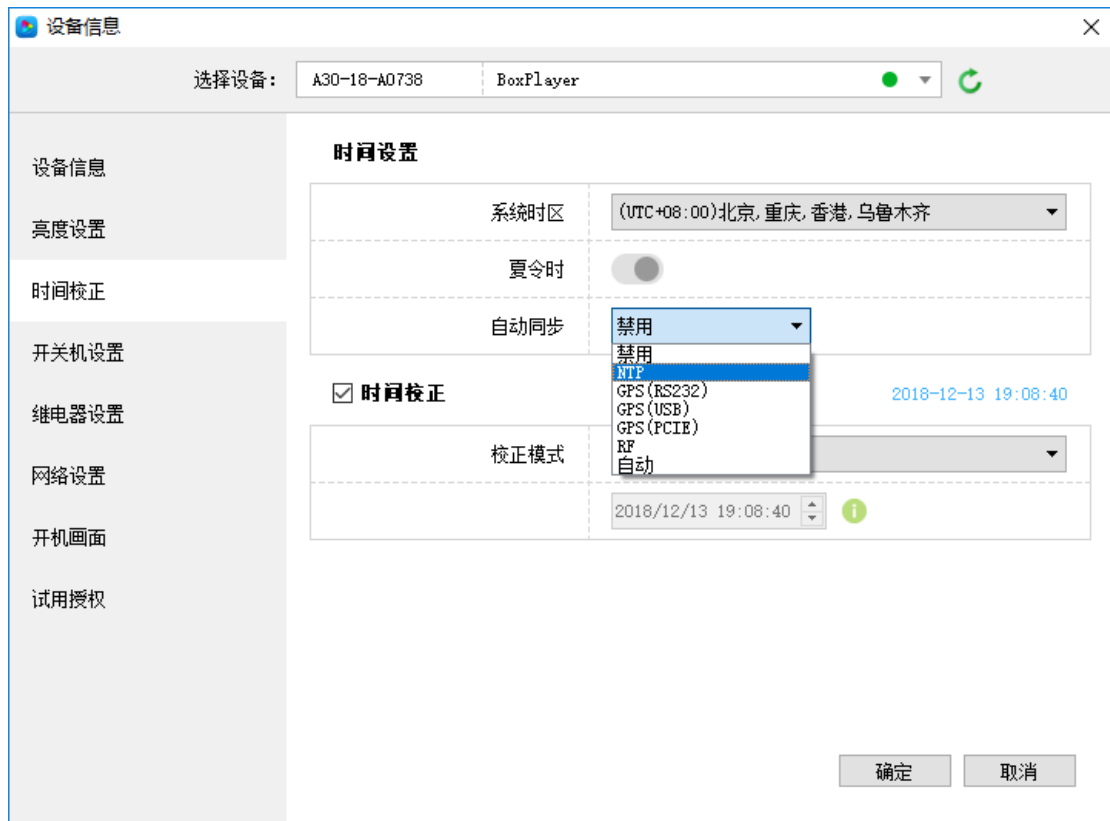 设备信息
选择设备: A30-18-A0738 BoxPlayer
设备信息
亮度设置
时间校正
开关机设置
继电器设置
网络设置
开机画面
试用授权
时间设置
系统时区 (UTC+08:00)北京,重庆,香港,乌鲁木齐
夏令时
自动同步 禁用
禁用
NTP
GPS(RS232)
GPS(USB)
GPS(PCIE)
RF
自动
时间校正 2018-12-13 19:08:40
校正模式
2018/12/13 19:08:40
确定 取消